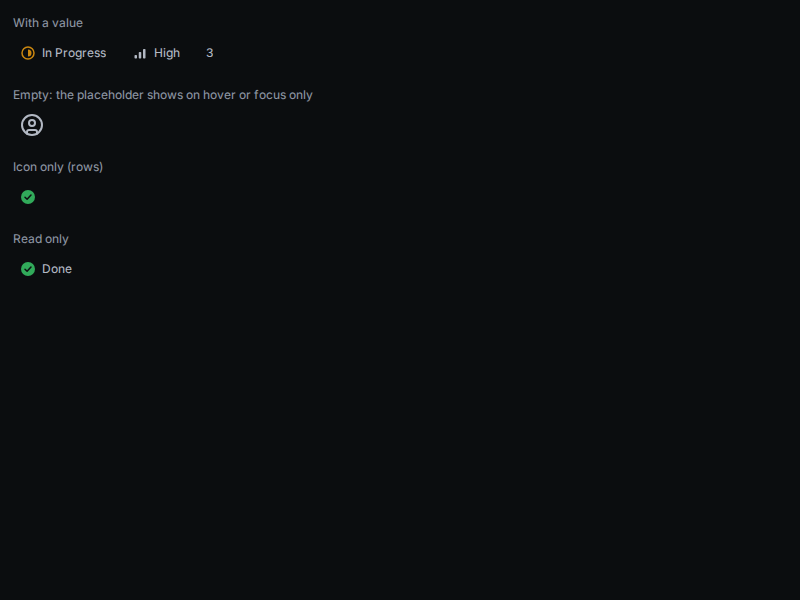 With a value
In Progress High 3
Empty: the placeholder shows on hover or focus only
Icon only (rows)
Read only
Done